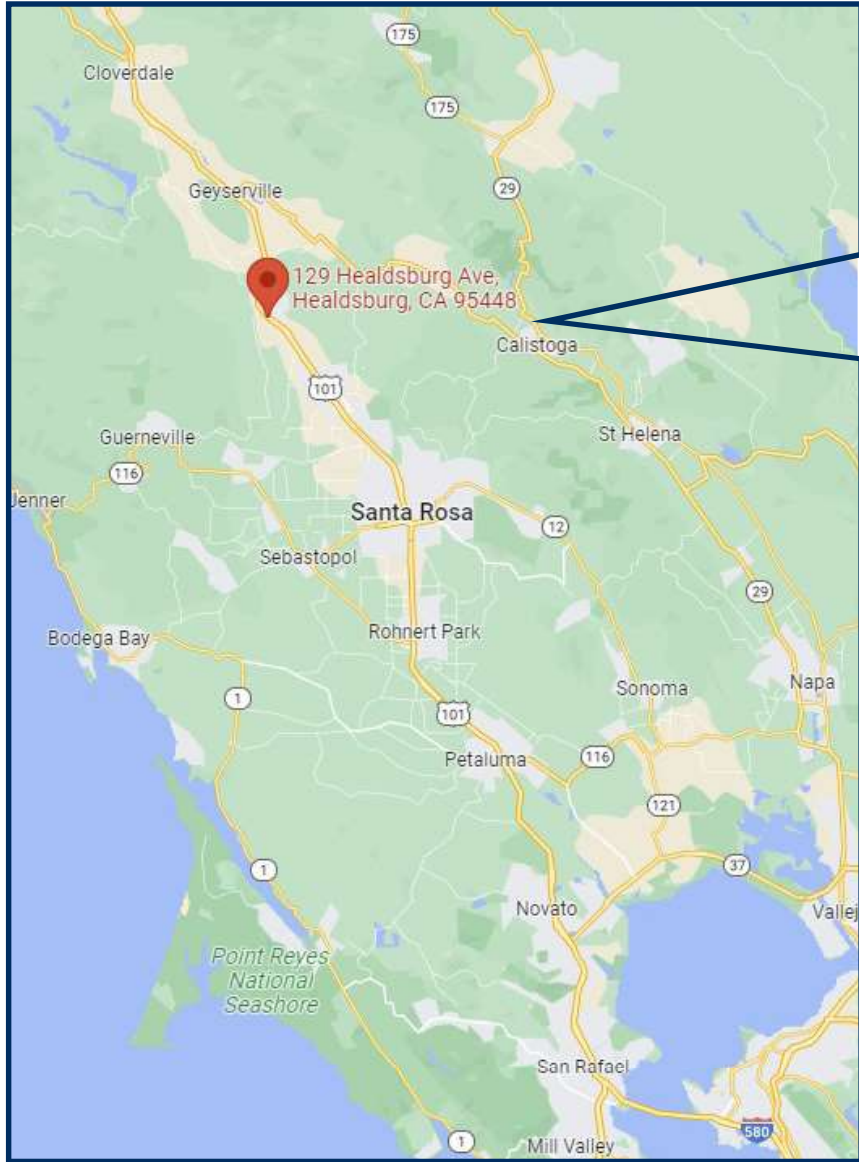 175
Cloverdale
175
Geyserville
29
129 Healdsburg Ave,
Healdsburg, CA 95448
Calistoga
101
Guerneville
St Helena
116
Jenner
Santa Rosa
12
Sebastopol
29
Rohnert Park
Bodega Bay
1
Sonoma
Napa
101
Petaluma
116
121
1
37
Novato
Vallej
Point Reyes
National
Seashore
San Rafael
580
1
Mill Valley